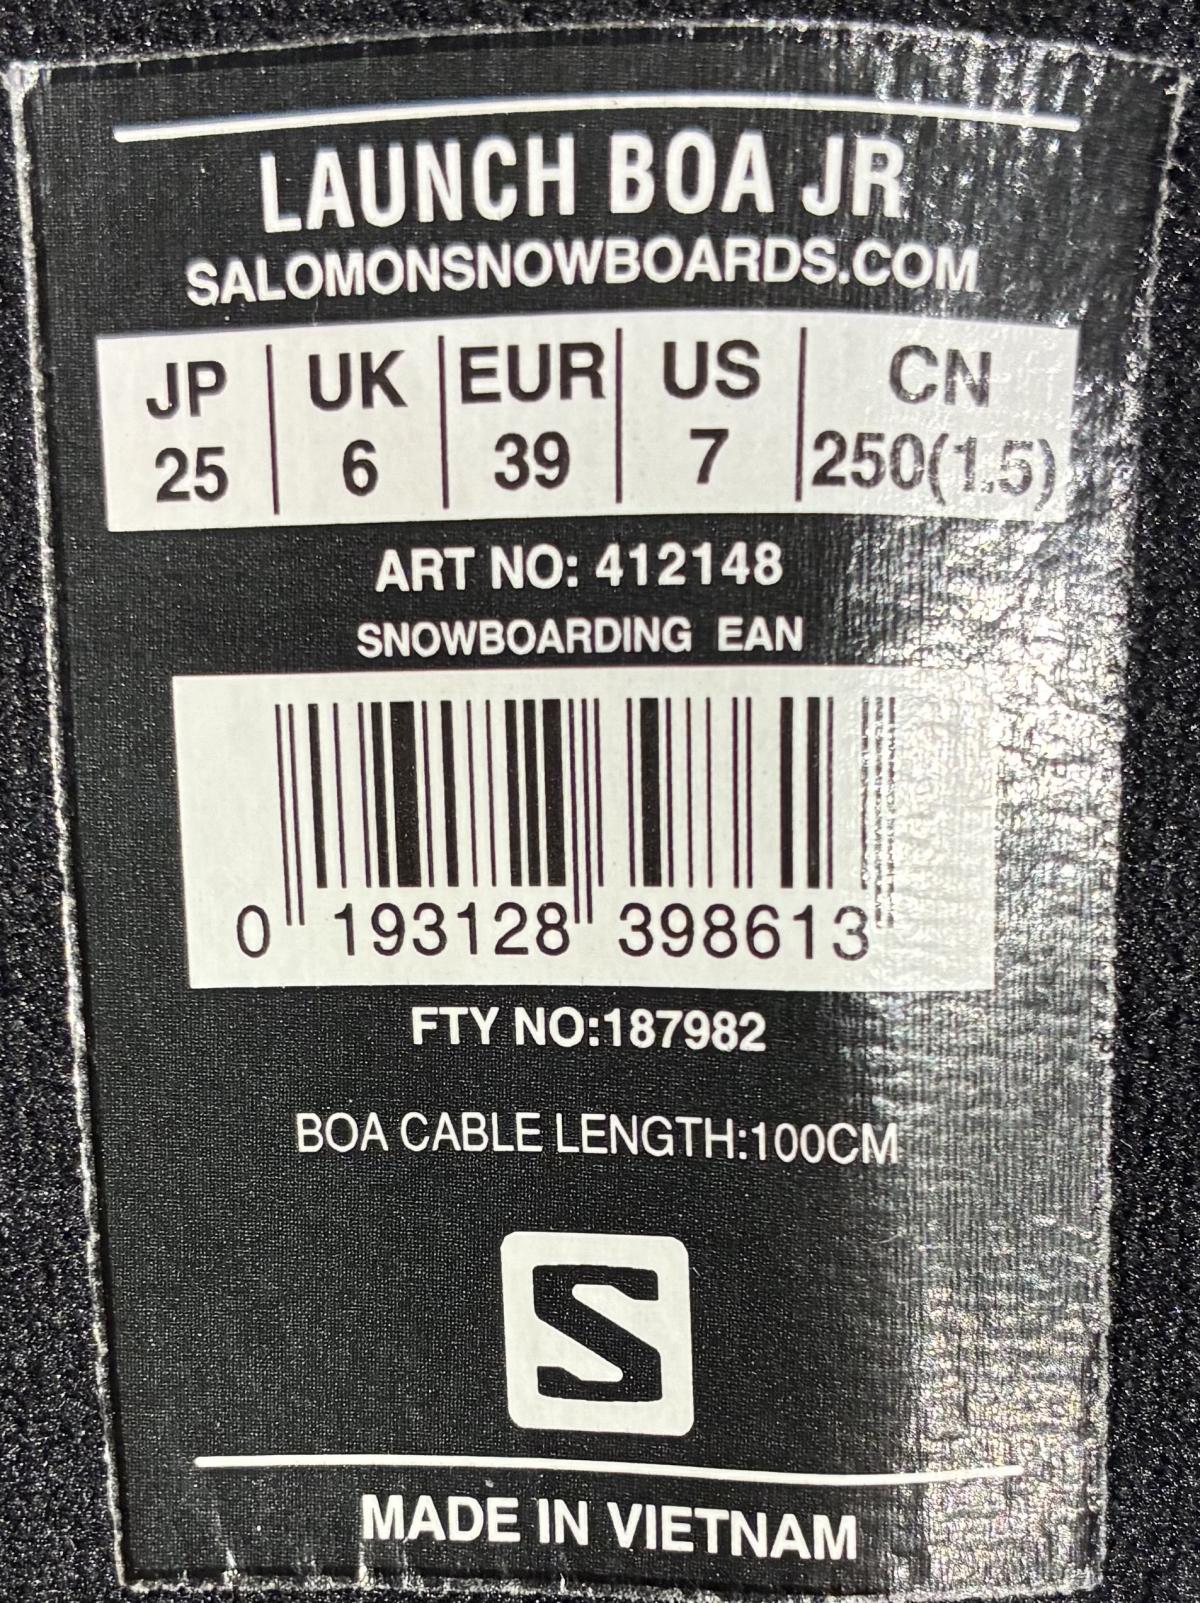 LAUNCH BOA JR
SALOMONSNOWBOARDS.COM
JP UK EUR US CN
25 6 39 7 250(1.5)
ART NO: 412148
SNOWBOARDING EAN
0 193128 398613
FTY NO:187982
BOA CABLE LENGTH:100CM
S
MADE IN VIETNAM